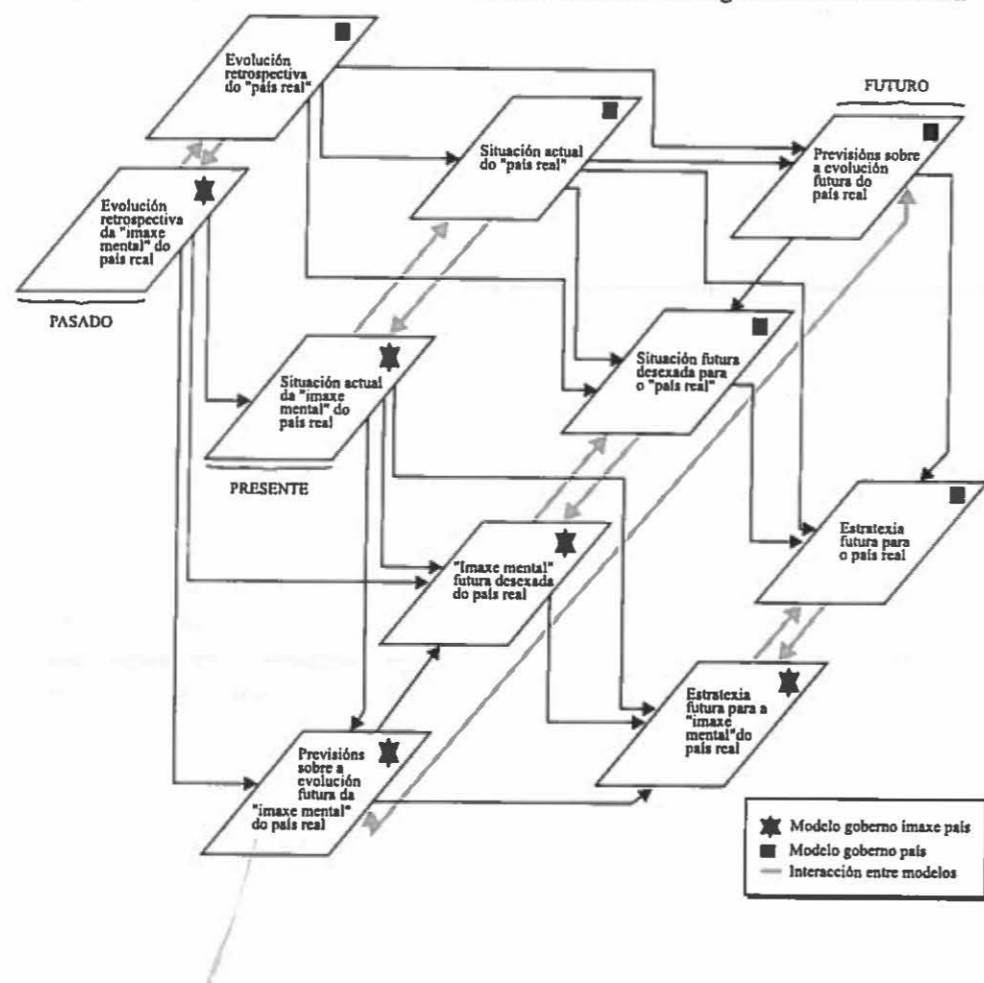 Evolución
retrospectiva
do "país real"
FUTURO
Situación actual
do "país real"
Previsións sobre
a evolución
futura do
país real
Evolución
retrospectiva
da "imaxe
mental" do
país real
PASADO
Situación futura
desexada para
o "país real"
Situación actual
da "imaxe
mental" do
país real
PRESENTE
Estratexia
futura para
o país real
"Imaxe mental"
futura desexada
do país real
Estratexia
futura para a
"imaxe
mental"do
país real
Previsións
sobre a
evolución
futura da
"imaxe mental"
do país real
Modelo goberno imaxe país
Modelo goberno país
Interacción entre modelos